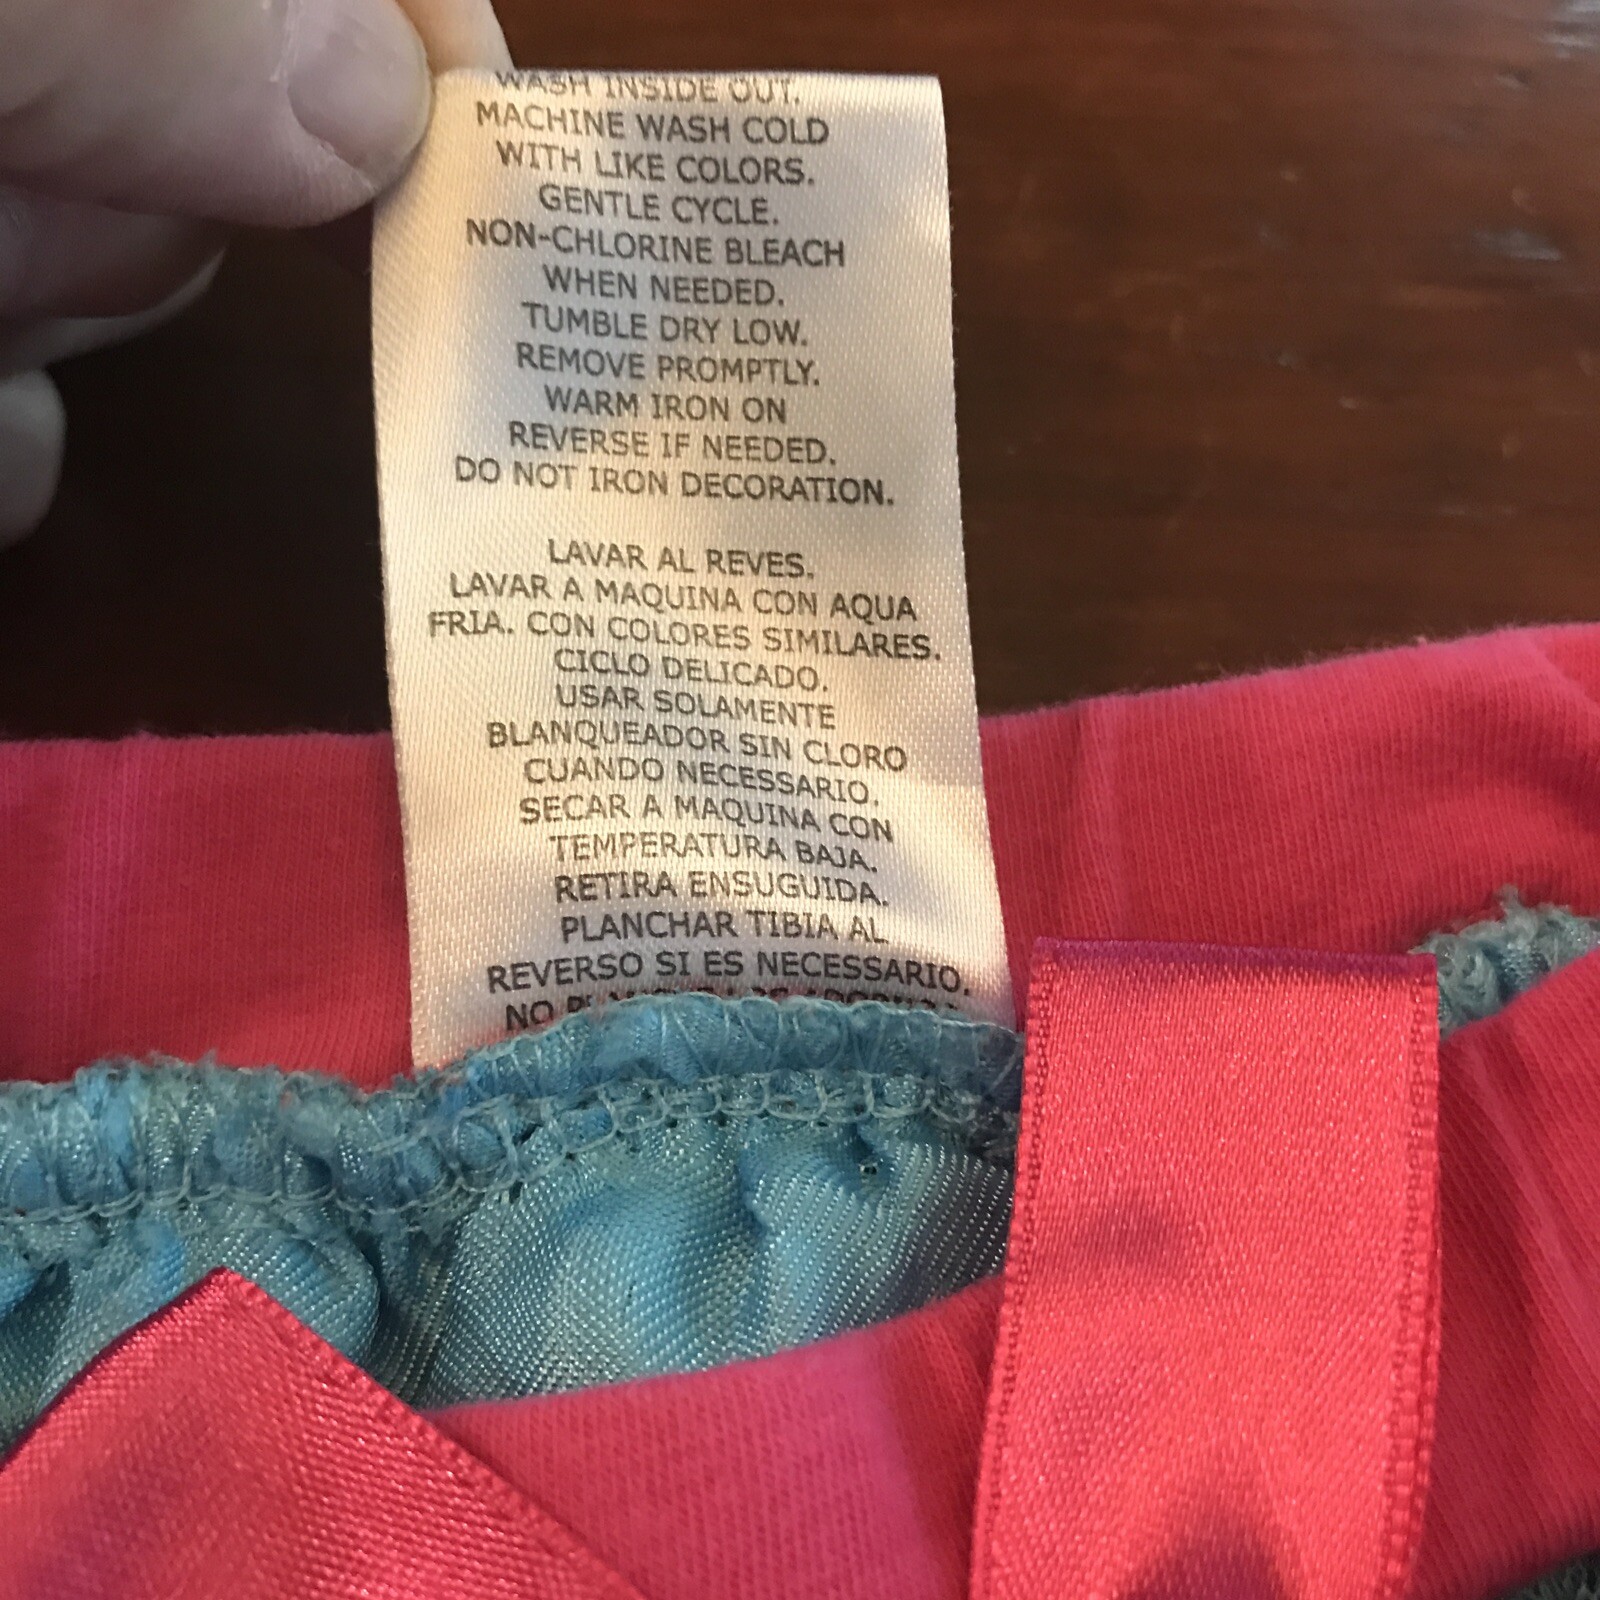 WASH INSIDE OUT.
MACHINE WASH COLD
WITH LIKE COLORS.
GENTLE CYCLE.
NON-CHLORINE BLEACH
WHEN NEEDED.
TUMBLE DRY LOW.
REMOVE PROMPTLY.
WARM IRON ON
REVERSE IF NEEDED.
DO NOT IRON DECORATION.
LAVAR AL REVES.
LAVAR A MAQUINA CON AQUA
FRIA. CON COLORES SIMILARES.
CICLO DELICADO.
USAR SOLAMENTE
BLANQUEADOR SIN CLORO
CUANDO NECESSARIO.
SECAR A MAQUINA CON
TEMPERATURA BAJA.
RETIRA ENSUGUIDA.
PLANCHAR TIBIA AL
REVERSO SI ES NECESSARIO.
NO